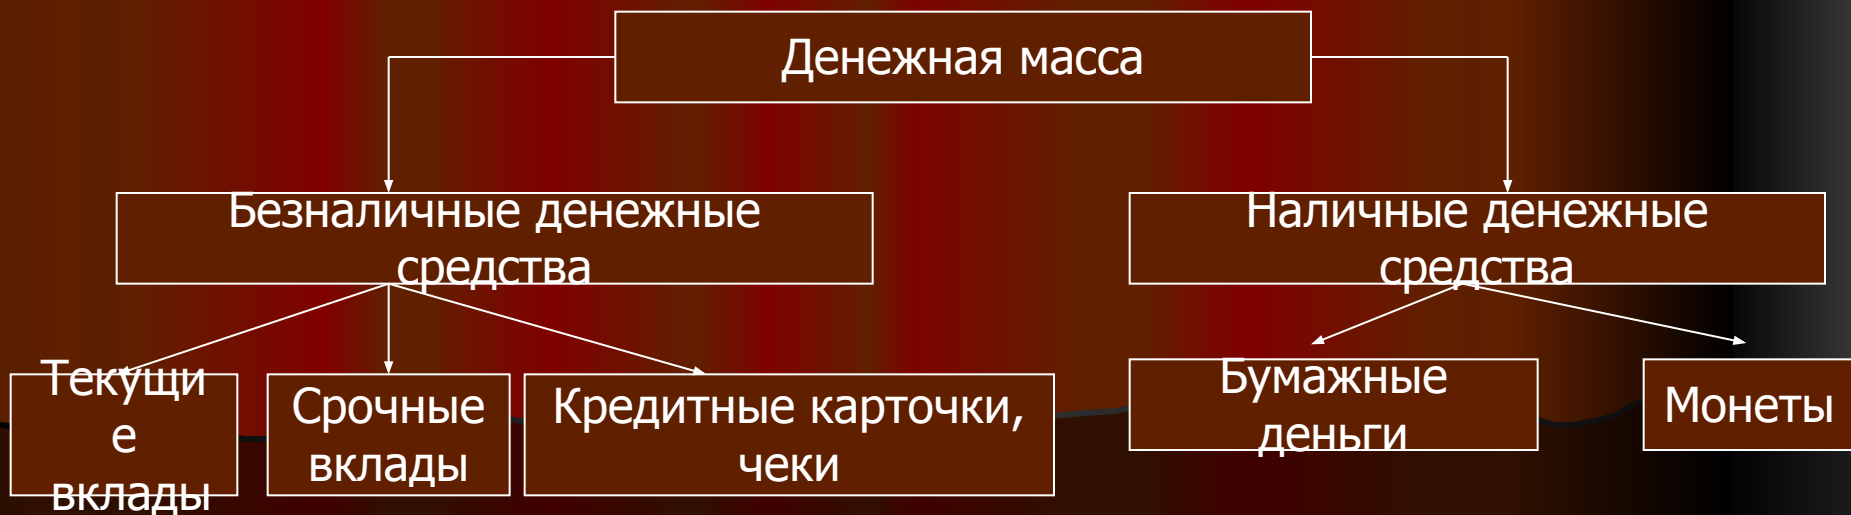 Денежная масса
Безналичные денежные
средства
Наличные денежные
средства
Текущи
е
вклады
Срочные
вклады
Кредитные карточки,
чеки
Бумажные
деньги
Монеты